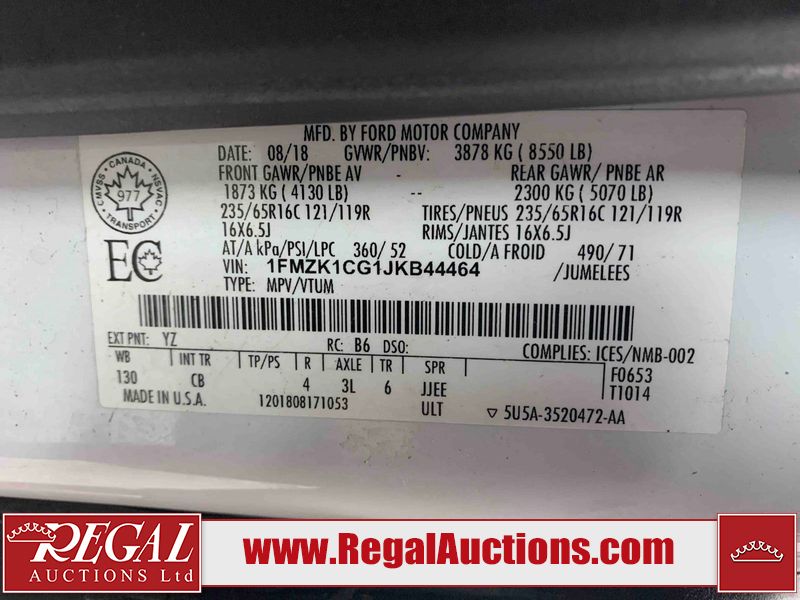 MFD. BY FORD MOTOR COMPANY
DATE: 08/18 GVWR/PNBV: 3878 KG ( 8550 LB)
FRONT GAWR/PNBE AV REAR GAWR/ PNBE AR
1873 KG ( 4130 LB) -- 2300 KG ( 5070 LB)
235/65R16C 121/119R TIRES/PNEUS 235/65R16C 121/119R
16X6.5J RIMS/JANTES 16X6.5J
AT/A kPa/PSI/LPC 360/ 52 COLD/A FROID 490/ 71
VIN: 1FMZK1CG1JKB44464 /JUMELEES
TYPE: MPV/VTUM
CANADA
CMVSS NSVAC
977
TRANSPORT
EC
EXT PNT: YZ RC: B6 DSO: COMPLIES: ICES/NMB-002
WB INT TR TP/PS R AXLE TR SPR F0653
130 CB 4 3L 6 JJEE T1014
MADE IN U.S.A. 1201808171053 ULT ▽ 5U5A-3520472-AA
REGAL
AUCTIONS Ltd
www.RegalAuctions.com